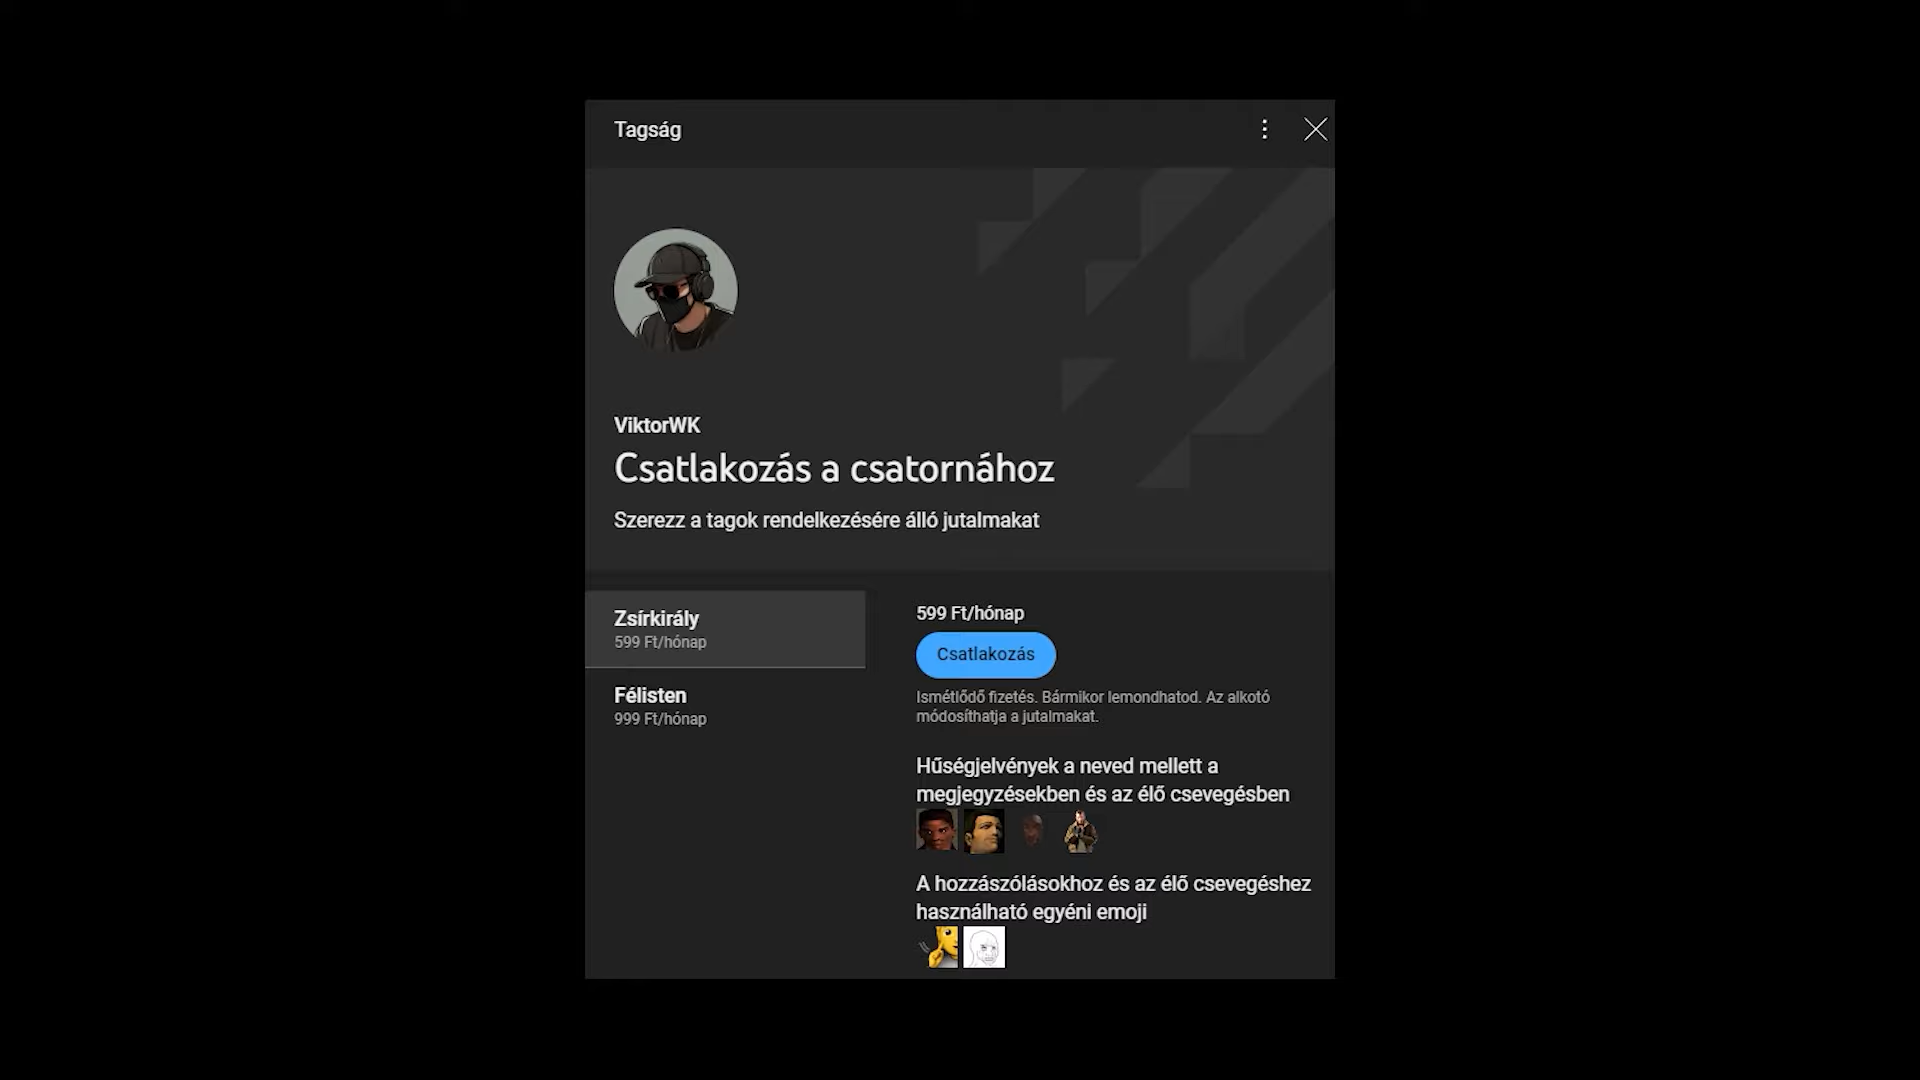 Tagság
ViktorWK
Csatlakozás a csatornához
Szerezz a tagok rendelkezésére álló jutalmakat
Zsírkirály
599 Ft/hónap
Félisten
999 Ft/hónap
599 Ft/hónap
Csatlakozás
Ismétlődő fizetés. Bármikor lemondhatod. Az alkotó
módosíthatja a jutalmakat.
Hűségjelvények a neved mellett a
megjegyzésekben és az élő csevegésben
A hozzászólásokhoz és az élő csevegéshez
használható egyéni emoji